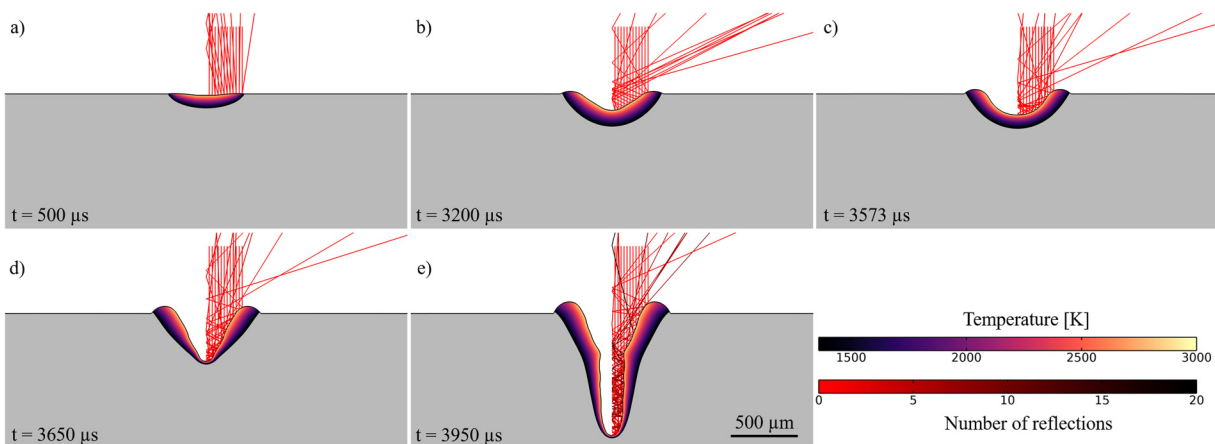 a)
b)
c)
t = 500 µs
t = 3200 µs
t = 3573 µs
d)
e)
Temperature [K]
1500 2000 2500 3000
0 5 10 15 20
Number of reflections
t = 3650 µs
t = 3950 µs
500 µm